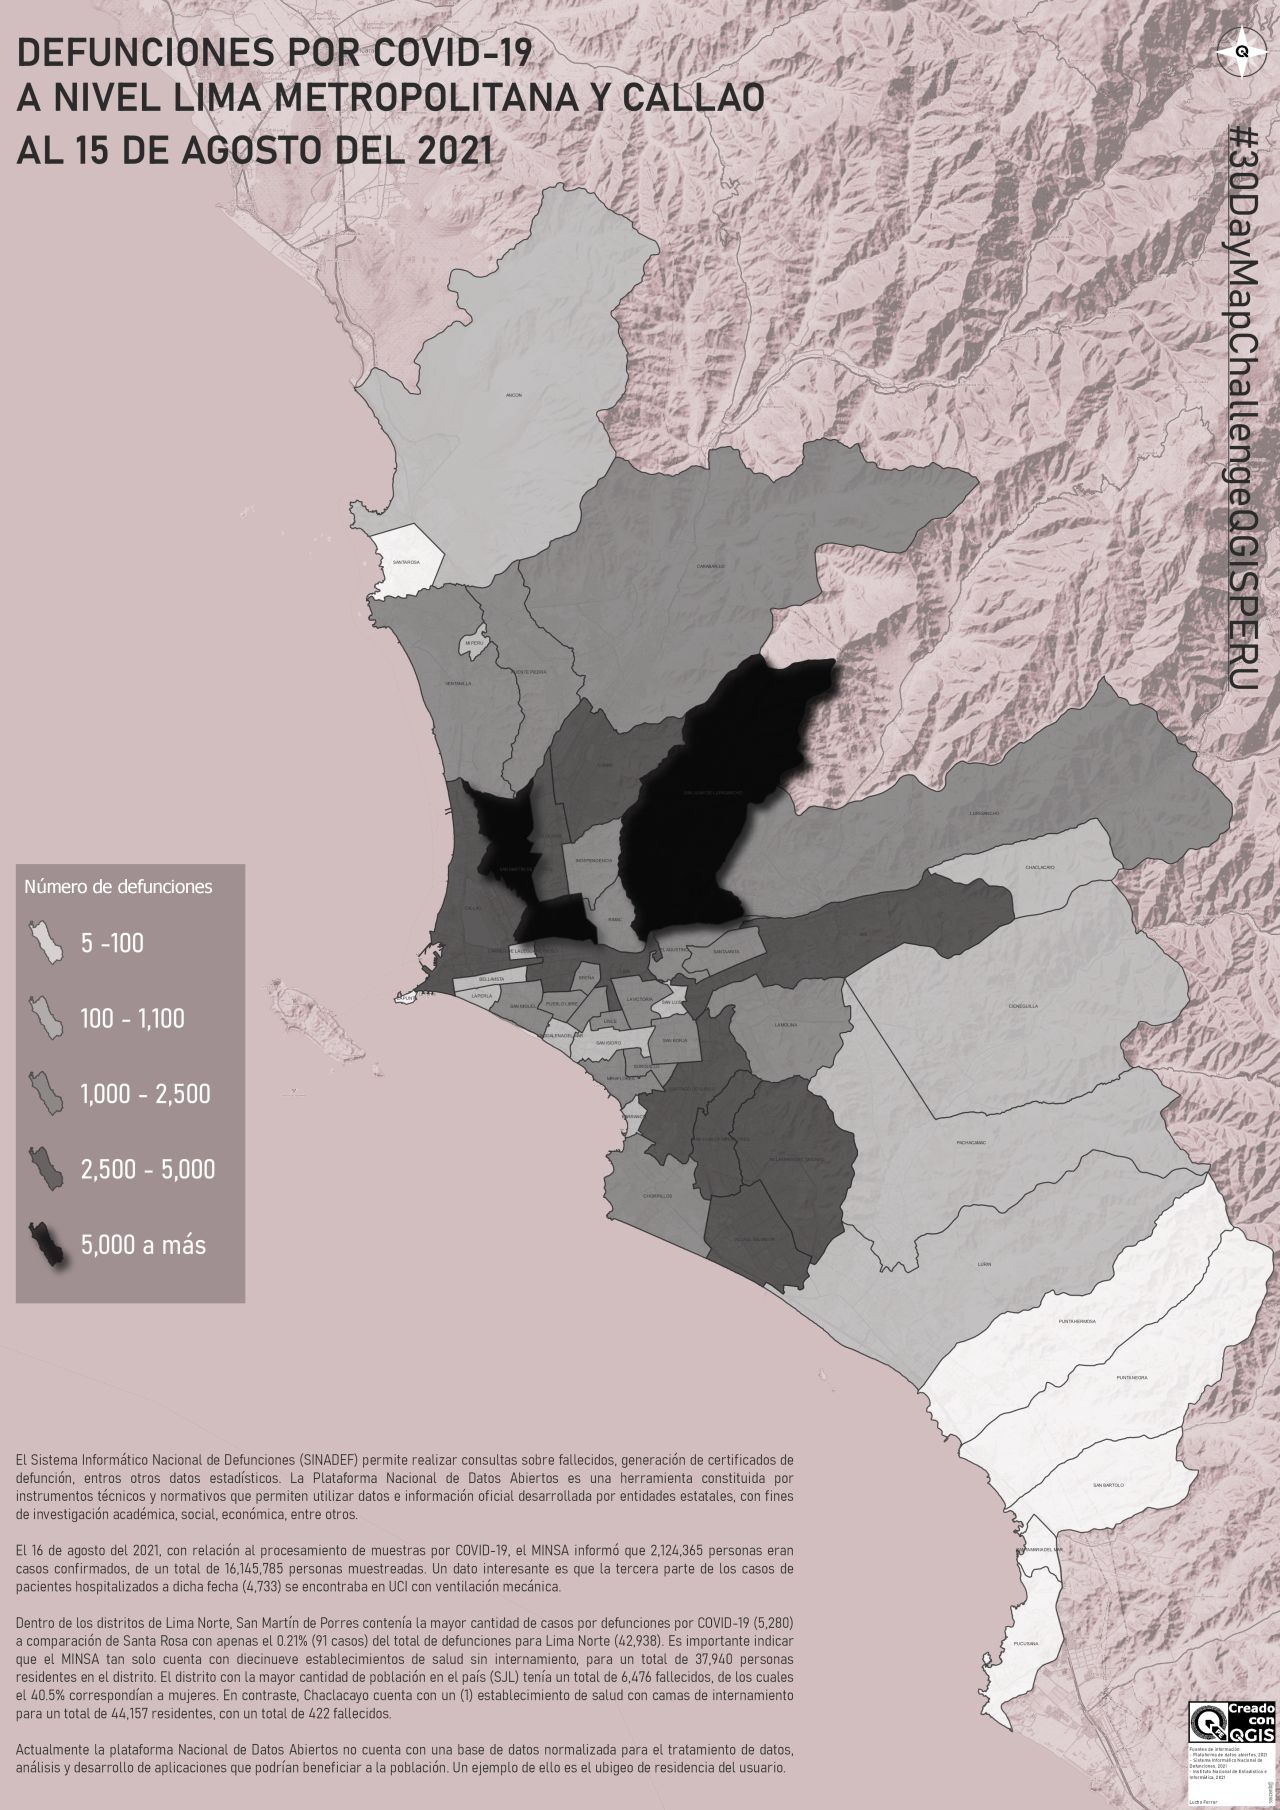 DEFUNCIONES POR COVID-19
A NIVEL LIMA METROPOLITANA Y CALLAO
AL 15 DE AGOSTO DEL 2021
#30DayMapChallengeQGISPERU
ANCON
SANTA ROSA
CARABAYLLO
MI PERU
PUENTE PIEDRA
VENTANILLA
COMAS
SAN JUAN DE LURIGANCHO
LURIGANCHO
INDEPENDENCIA
CHACLACAYO
SAN MARTIN DE PORRES
CALLAO
RIMAC
ATE
EL AGUSTINO
SANTA ANITA
BELLAVISTA
BREÑA
LA PERLA
LA PUNTA
SAN MIGUEL
PUEBLO LIBRE
LA VICTORIA
SAN LUIS
CIENEGUILLA
LINCE
LA MOLINA
MAGDALENA DEL MAR
SAN ISIDRO
SAN BORJA
SURQUILLO
MIRAFLORES
BARRANCO
PACHACAMAC
CHORRILLOS
LURIN
PUNTA HERMOSA
PUNTA NEGRA
SAN BARTOLO
SANTA MARIA DEL MAR
PUCUSANA
Número de defunciones
5 -100
100 - 1,100
1,000 - 2,500
2,500 - 5,000
5,000 a más
El Sistema Informático Nacional de Defunciones (SINADEF) permite realizar consultas sobre fallecidos, generación de certificados de
defunción, entros otros datos estadísticos. La Plataforma Nacional de Datos Abiertos es una herramienta constituida por
instrumentos técnicos y normativos que permiten utilizar datos e información oficial desarrollada por entidades estatales, con fines
de investigación académica, social, económica, entre otros.
El 16 de agosto del 2021, con relación al procesamiento de muestras por COVID-19, el MINSA informó que 2,124,365 personas eran
casos confirmados, de un total de 16,145,785 personas muestreadas. Un dato interesante es que la tercera parte de los casos de
pacientes hospitalizados a dicha fecha (4,733) se encontraba en UCI con ventilación mecánica.
Dentro de los distritos de Lima Norte, San Martín de Porres contenía la mayor cantidad de casos por defunciones por COVID-19 (5,280)
a comparación de Santa Rosa con apenas el 0.21% (91 casos) del total de defunciones para Lima Norte (42,938). Es importante indicar
que el MINSA tan solo cuenta con diecinueve establecimientos de salud sin internamiento, para un total de 37,940 personas
residentes en el distrito. El distrito con la mayor cantidad de población en el país (SJL) tenía un total de 6,476 fallecidos, de los cuales
el 40.5% correspondían a mujeres. En contraste, Chaclacayo cuenta con un (1) establecimiento de salud con camas de internamiento
para un total de 44,157 residentes, con un total de 422 fallecidos.
Actualmente la plataforma Nacional de Datos Abiertos no cuenta con una base de datos normalizada para el tratamiento de datos,
análisis y desarrollo de aplicaciones que podrían beneficiar a la población. Un ejemplo de ello es el ubigeo de residencia del usuario.
Creado
con
QGIS
Fuentes de información
- Plataforma de datos abiertos, 2021
- Sistema Informático Nacional de
Defunciones, 2021
- Instituto Nacional de Estadística e
Informática, 2021
Lucho Ferrer